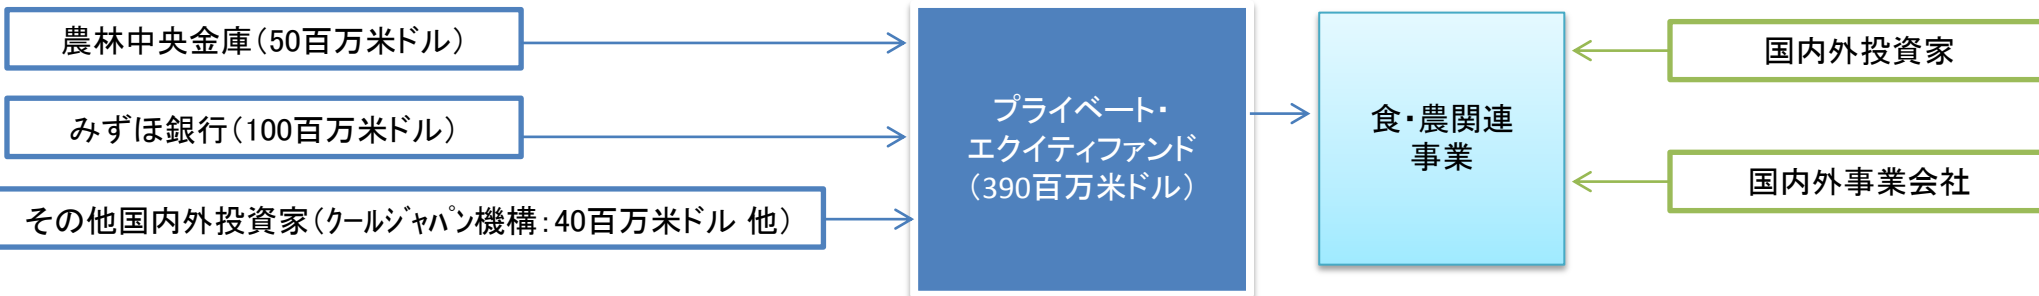 農林中央金庫(50百万米ドル)
みずほ銀行(100百万米ドル)
その他国内外投資家(クールジャパン機構:40百万米ドル 他)
プライベート・
エクイティファンド
(390百万米ドル)
食・農関連
事業
国内外投資家
国内外事業会社